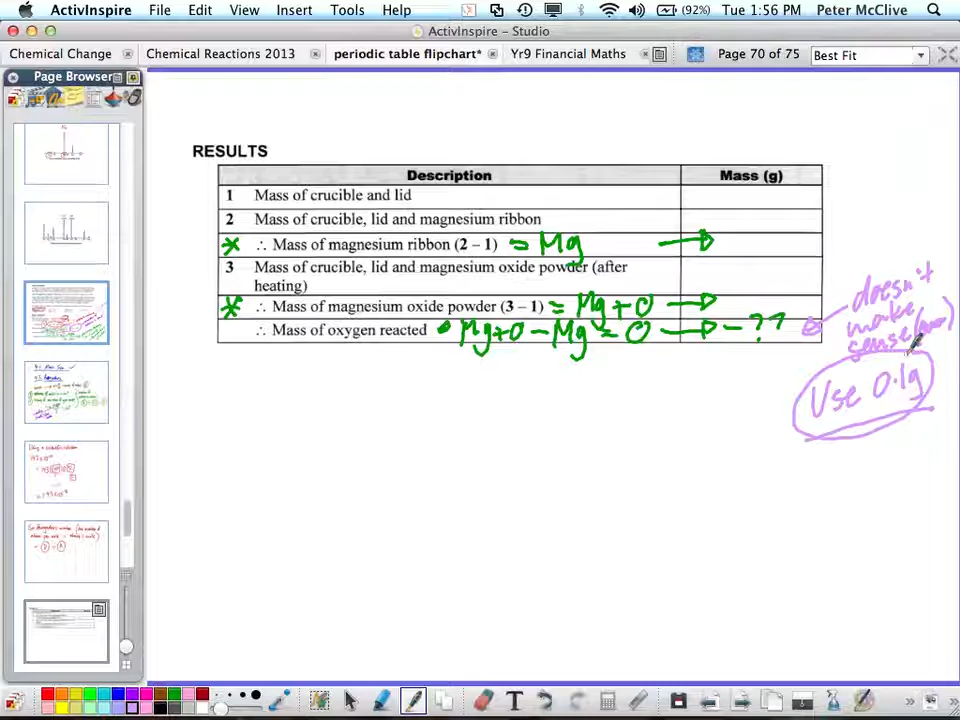 ActivInspire File Edit View Insert Tools Help (92%) Tue 1:56 PM Peter McClive
ActivInspire - Studio
Chemical Change Chemical Reactions 2013 periodic table flipchart* Yr9 Financial Maths Page 70 of 75 Best Fit
Page Browser
RESULTS
Description Mass (g)
1 Mass of crucible and lid
2 Mass of crucible, lid and magnesium ribbon
* ∴ Mass of magnesium ribbon (2 – 1) = Mg →
3 Mass of crucible, lid and magnesium oxide powder (after
heating)
* ∴ Mass of magnesium oxide powder (3 – 1) = Mg + O →
∴ Mass of oxygen reacted • Mg+O – Mg = O → – ??
doesn't
make
sense
Use 0.1g